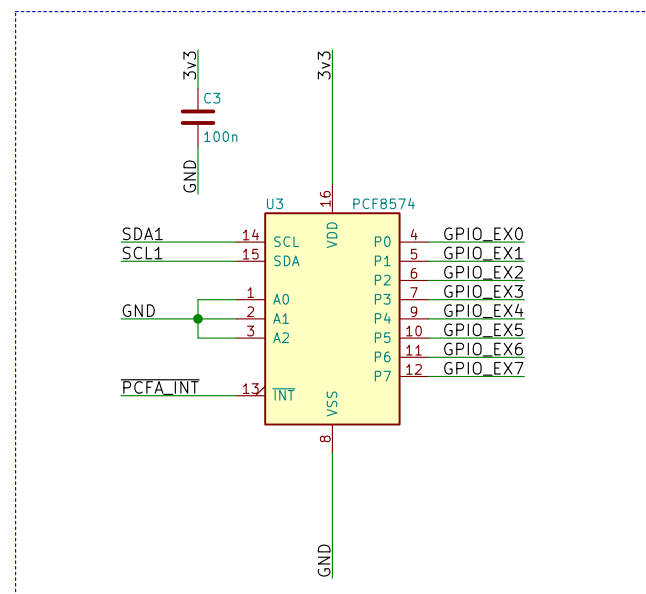 3v3
C3
100n
GND
3v3
16
U3
PCF8574
VDD
SDA1 14 SCL
SCL1 15 SDA
1 A0
GND 2 A1
3 A2
PCFA_INT 13 INT
P0 4 GPIO_EX0
P1 5 GPIO_EX1
P2 6 GPIO_EX2
P3 7 GPIO_EX3
P4 9 GPIO_EX4
P5 10 GPIO_EX5
P6 11 GPIO_EX6
P7 12 GPIO_EX7
VSS
8
GND